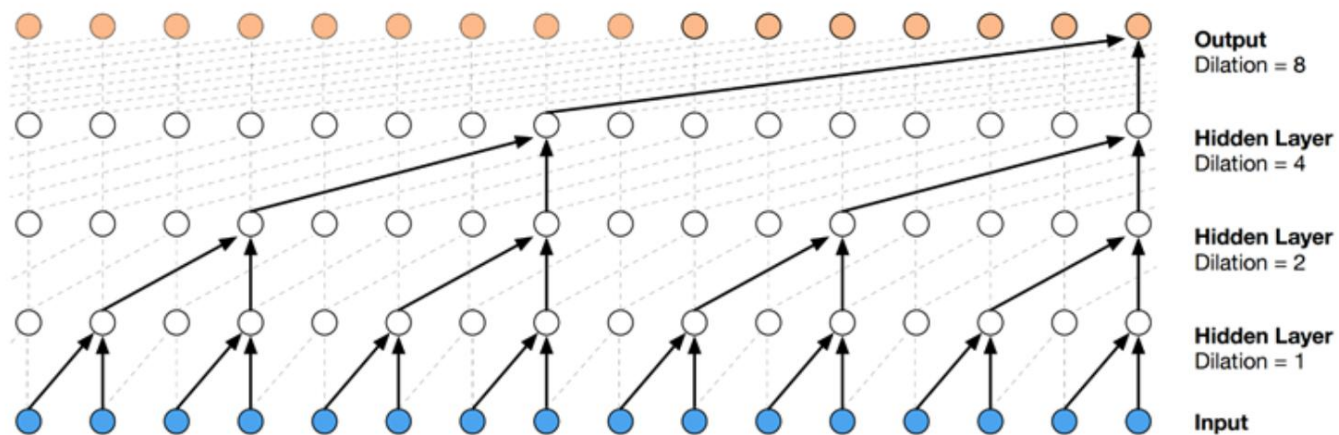 Output
Dilation = 8
Hidden Layer
Dilation = 4
Hidden Layer
Dilation = 2
Hidden Layer
Dilation = 1
Input